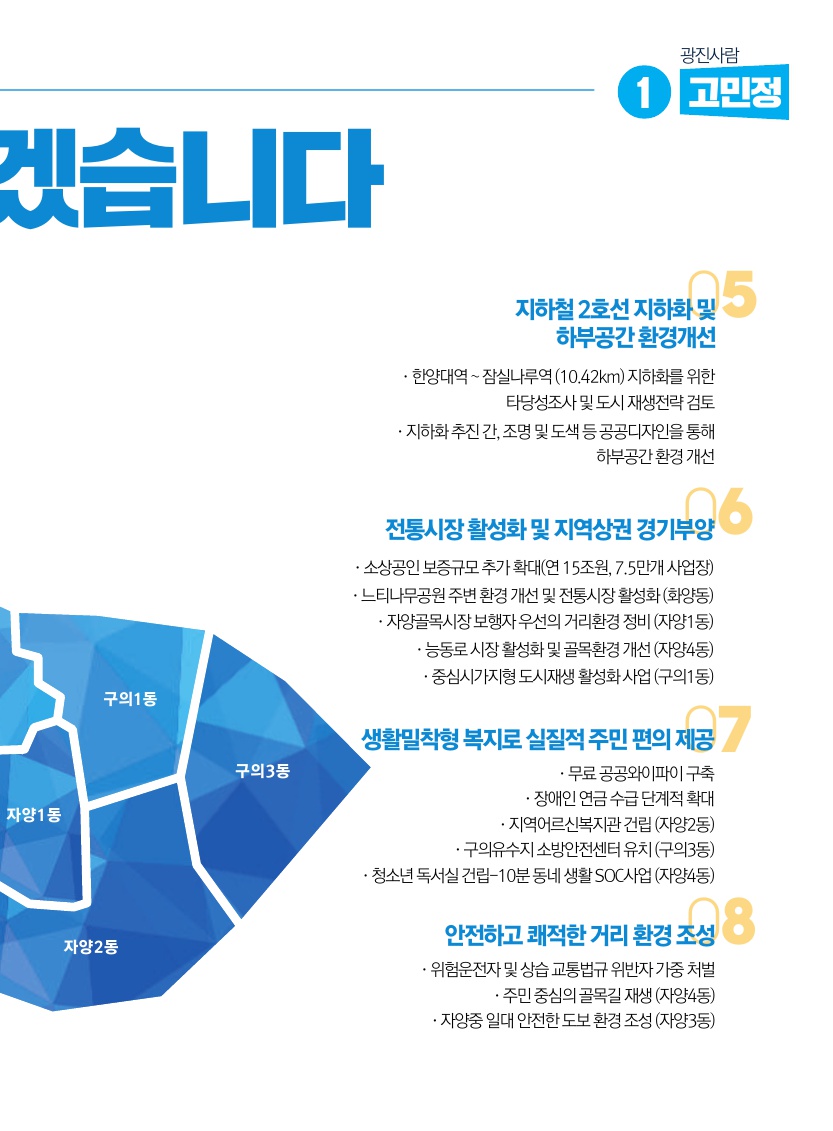 광진사람
1 고민정
겠습니다
05
지하철 2호선 지하화 및
하부공간 환경개선
· 한양대역 ~ 잠실나루역 (10.42km) 지하화를 위한
타당성조사 및 도시 재생전략 검토
· 지하화 추진 간, 조명 및 도색 등 공공디자인을 통해
하부공간 환경 개선
06
전통시장 활성화 및 지역상권 경기부양
· 소상공인 보증규모 추가 확대(연 15조원, 7.5만개 사업장)
· 느티나무공원 주변 환경 개선 및 전통시장 활성화 (화양동)
· 자양골목시장 보행자 우선의 거리환경 정비 (자양1동)
· 능동로 시장 활성화 및 골목환경 개선 (자양4동)
· 중심시가지형 도시재생 활성화 사업 (구의1동)
07
생활밀착형 복지로 실질적 주민 편의 제공
· 무료 공공와이파이 구축
· 장애인 연금 수급 단계적 확대
· 지역어르신복지관 건립 (자양2동)
· 구의유수지 소방안전센터 유치 (구의3동)
· 청소년 독서실 건립-10분 동네 생활 SOC사업 (자양4동)
08
안전하고 쾌적한 거리 환경 조성
· 위험운전자 및 상습 교통법규 위반자 가중 처벌
· 주민 중심의 골목길 재생 (자양4동)
· 자양중 일대 안전한 도보 환경 조성 (자양3동)
구의1동
구의3동
자양1동
자양2동